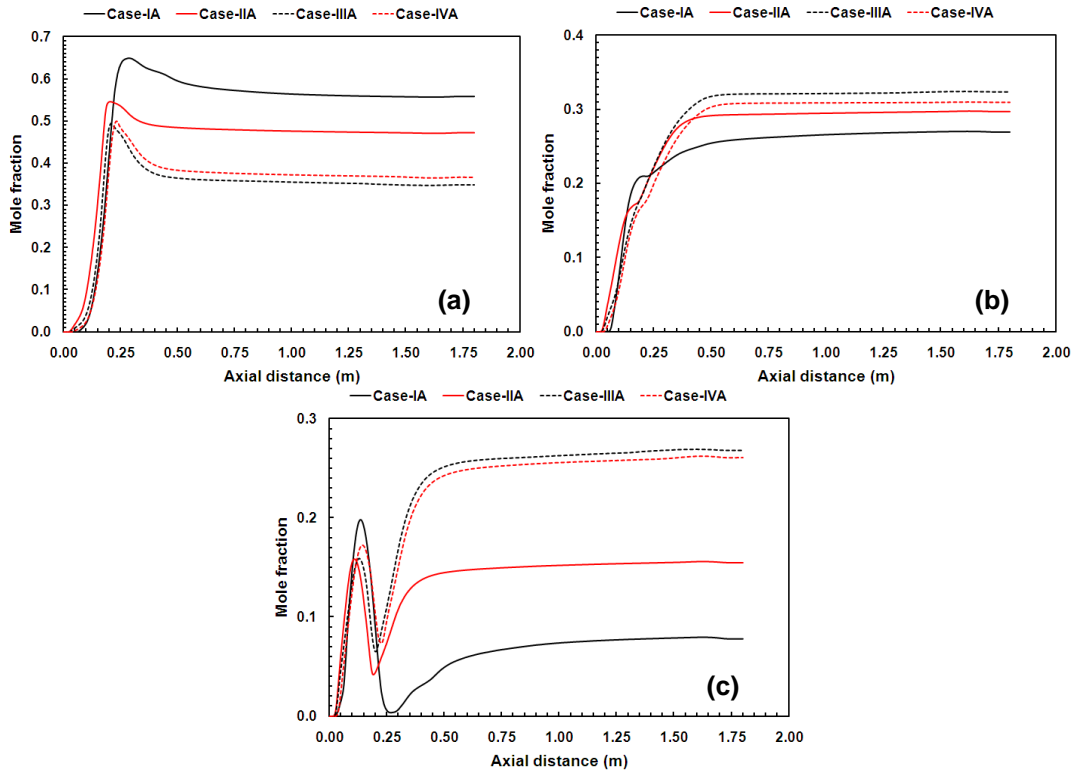 Case-IA Case-IIA Case-IIIA Case-IVA
0.7
0.6
0.5
0.4
0.3
0.2
0.1
0.0
Mole fraction
(a)
0.00 0.25 0.50 0.75 1.00 1.25 1.50 1.75 2.00
Axial distance (m)
Case-IA Case-IIA Case-IIIA Case-IVA
0.4
0.3
0.2
0.1
0.0
Mole fraction
(b)
0.00 0.25 0.50 0.75 1.00 1.25 1.50 1.75 2.00
Axial distance (m)
Case-IA Case-IIA Case-IIIA Case-IVA
0.3
0.2
0.1
0.0
Mole fraction
(c)
0.00 0.25 0.50 0.75 1.00 1.25 1.50 1.75 2.00
Axial distance (m)